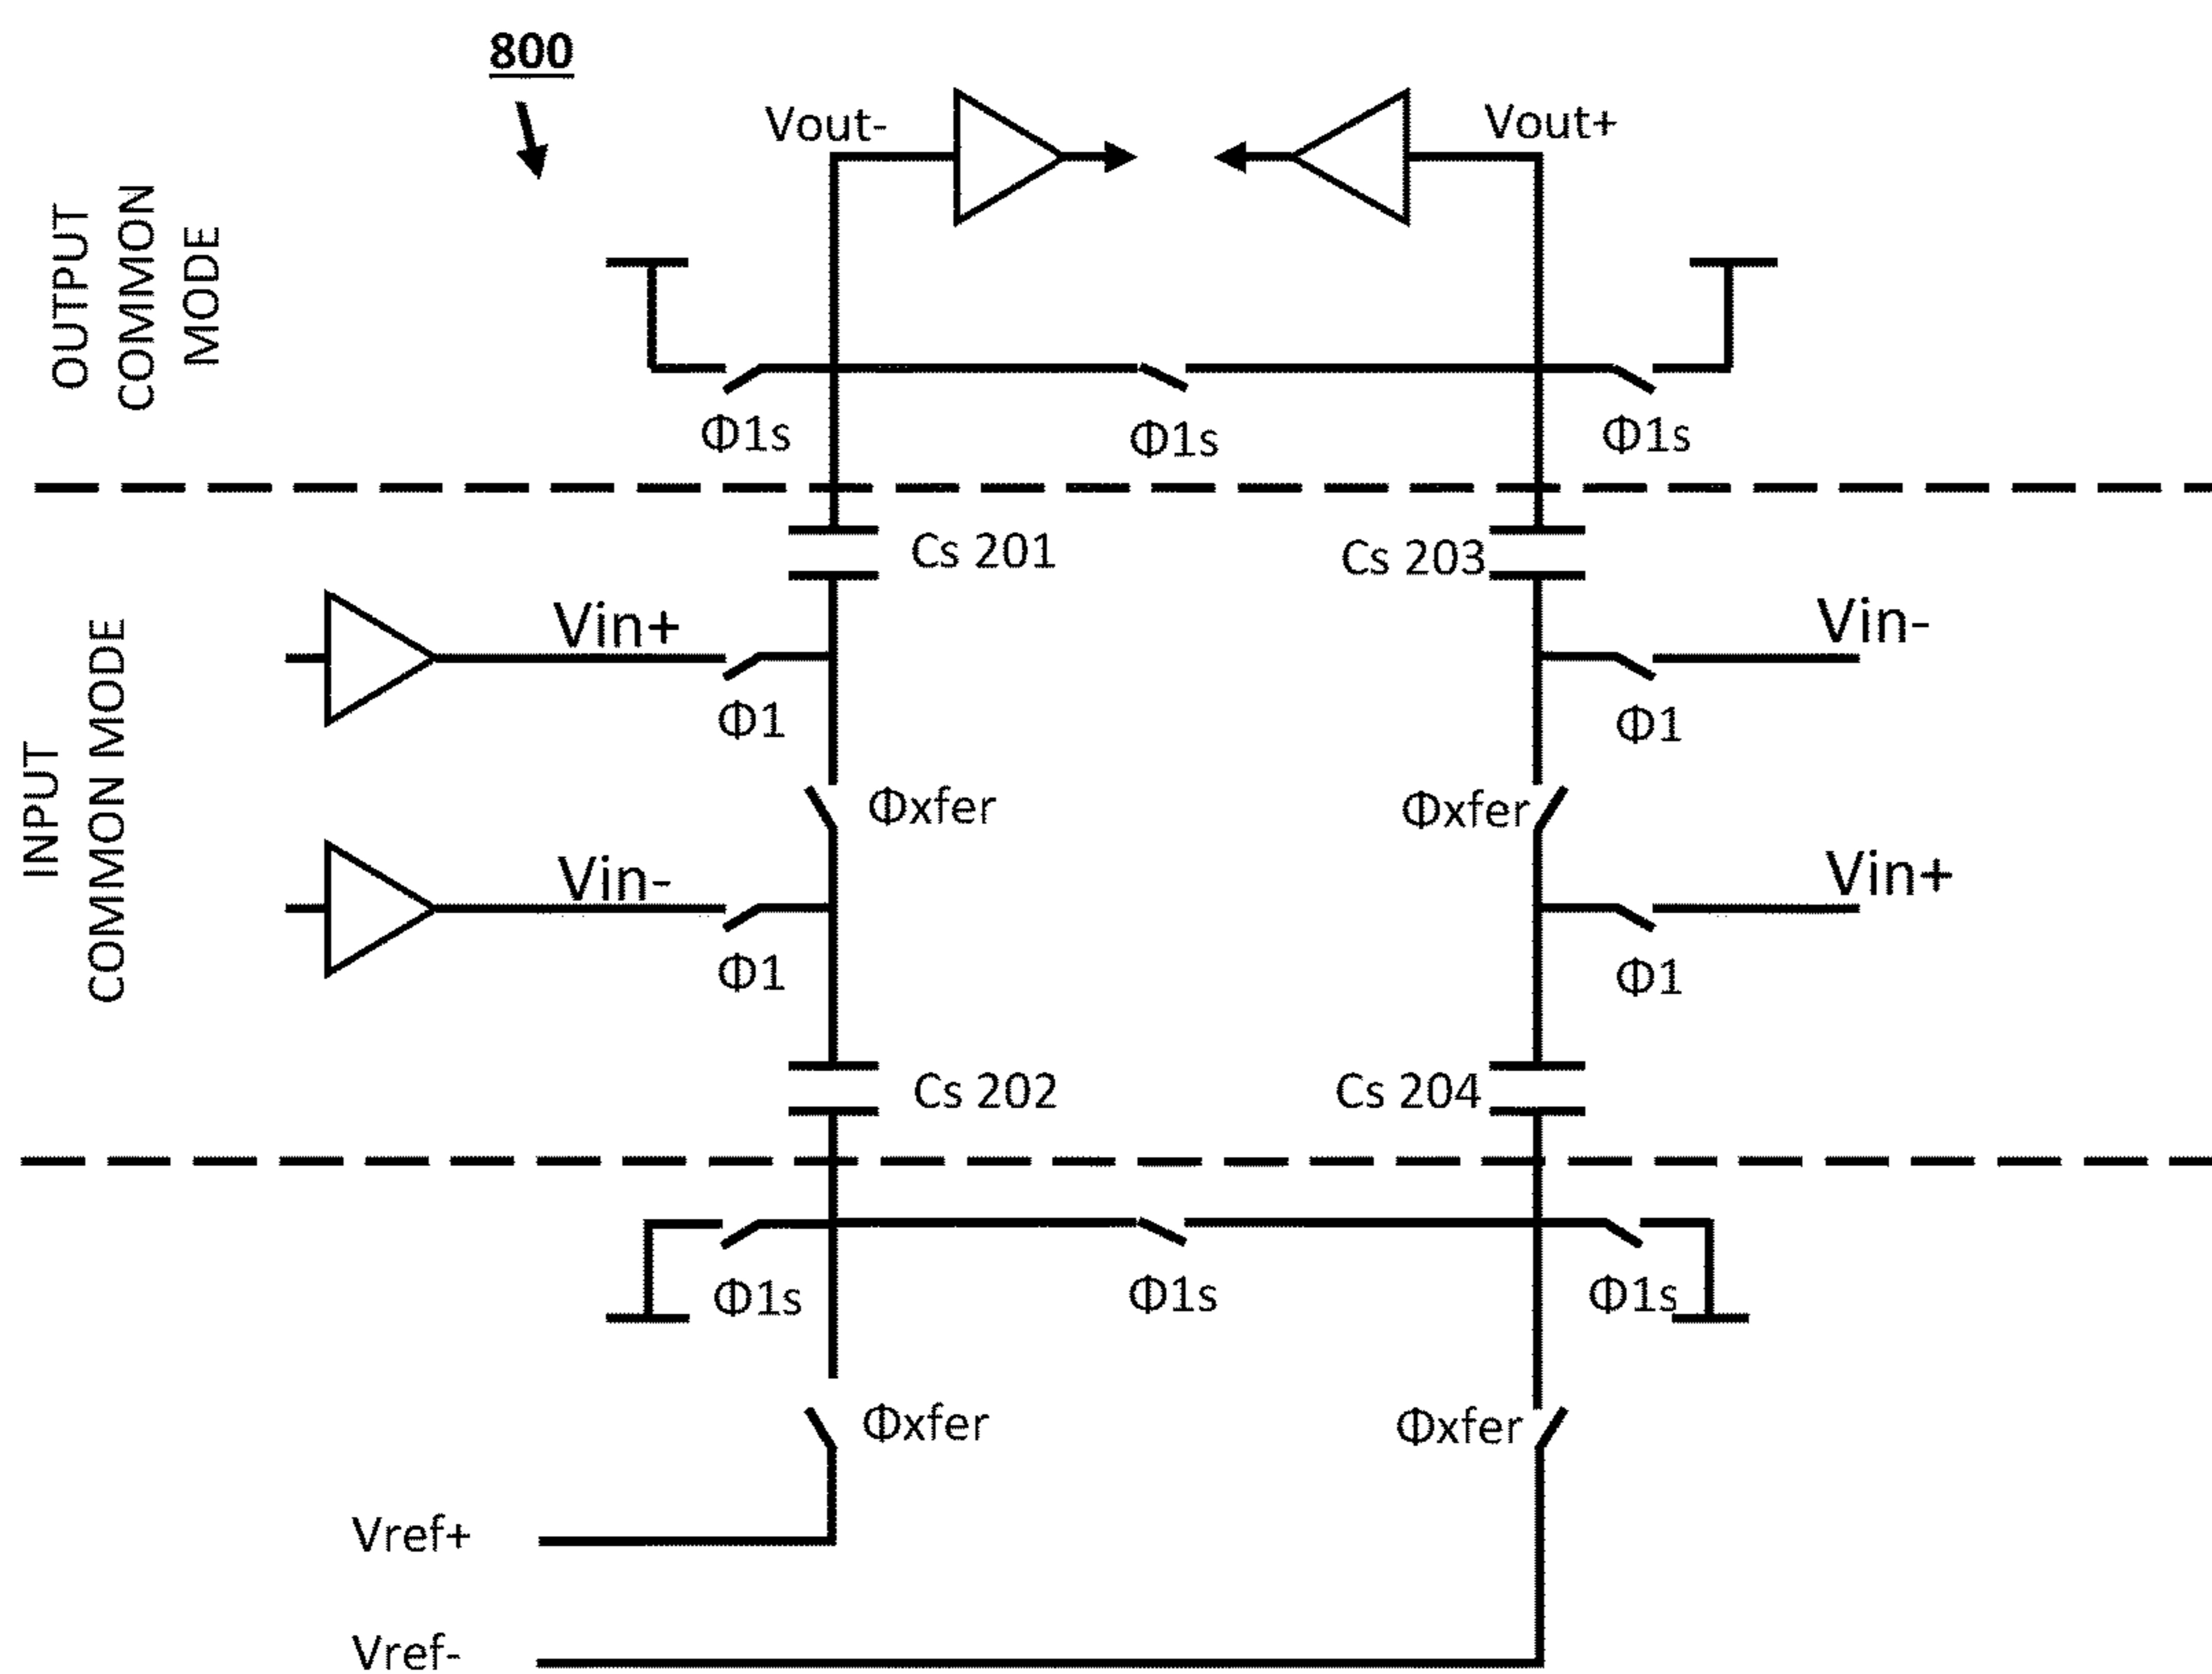 800
Vout-
Vout+
OUTPUT
COMMON
MODE
Φ1s
Φ1s
Φ1s
Cs 201
Cs 203
INPUT
COMMON MODE
Vin+
Vin-
Φ1
Φ1
Φxfer
Φxfer
Vin-
Vin+
Φ1
Φ1
Cs 202
Cs 204
Φ1s
Φ1s
Φ1s
Φxfer
Φxfer
Vref+
Vref-